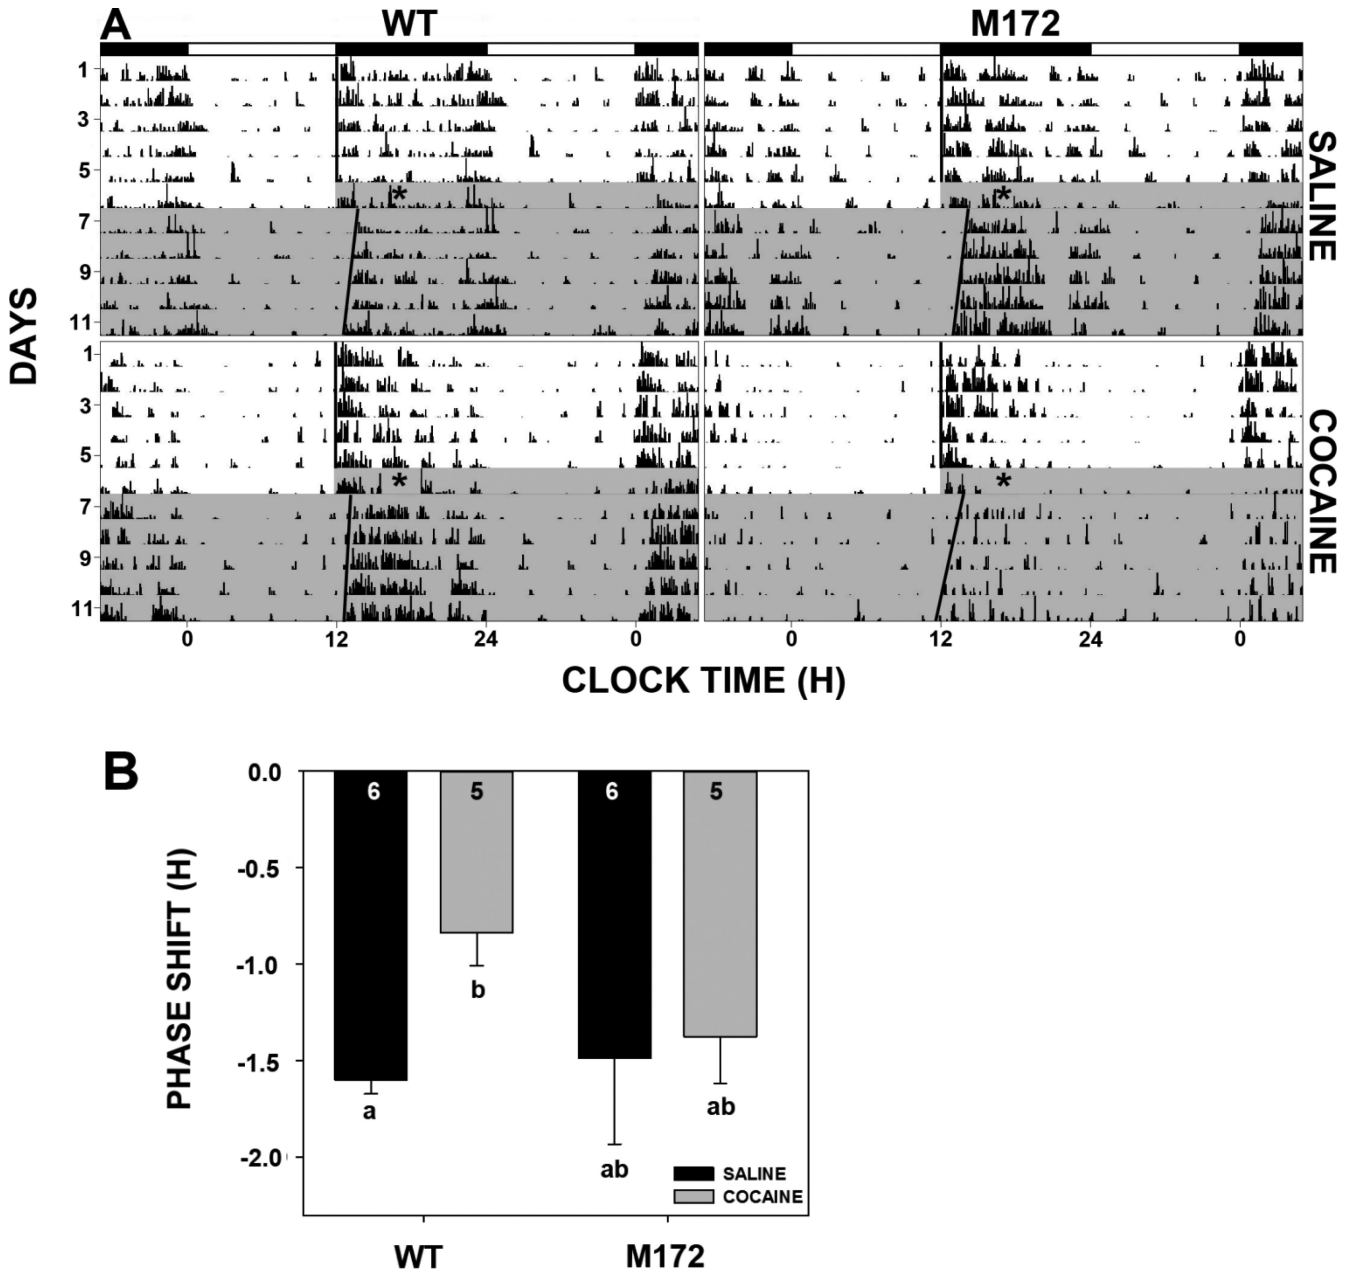 A
WT
M172
1
3
5
7
9
11
*
*
SALINE
1
3
5
7
9
11
*
*
COCAINE
DAYS
0
12
24
0
0
12
24
0
CLOCK TIME (H)
B
0.0
-0.5
-1.0
-1.5
-2.0
PHASE SHIFT (H)
6
5
6
5
a
b
ab
ab
SALINE
COCAINE
WT
M172